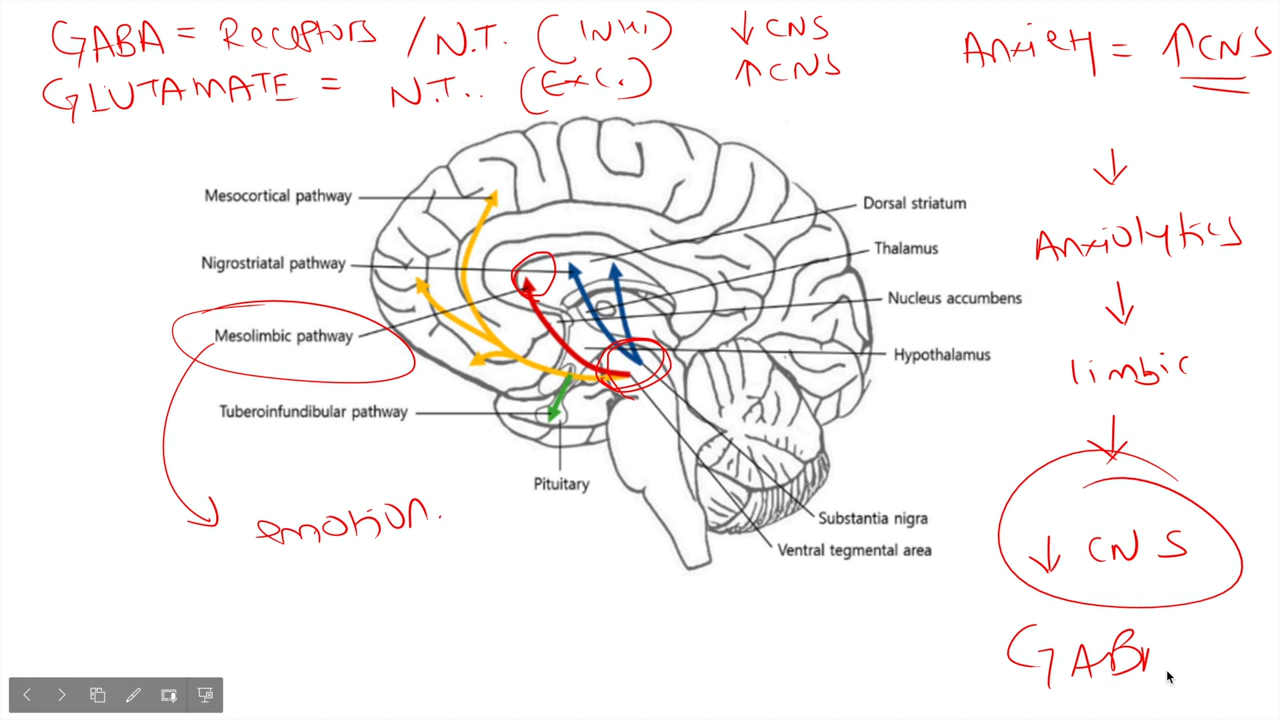 GABA = Receptors / N.T. (INHI) ↓ CNS
GLUTAMATE = N.T.. (Exc.) ↑ CNS
Anxiety = ↑ CNS
↓
Anxiolytics
↓
limbic
↓
↓ CNS
GABA
Mesocortical pathway
Nigrostriatal pathway
Mesolimbic pathway
Tuberoinfundibular pathway
emotion.
Pituitary
Dorsal striatum
Thalamus
Nucleus accumbens
Hypothalamus
Substantia nigra
Ventral tegmental area